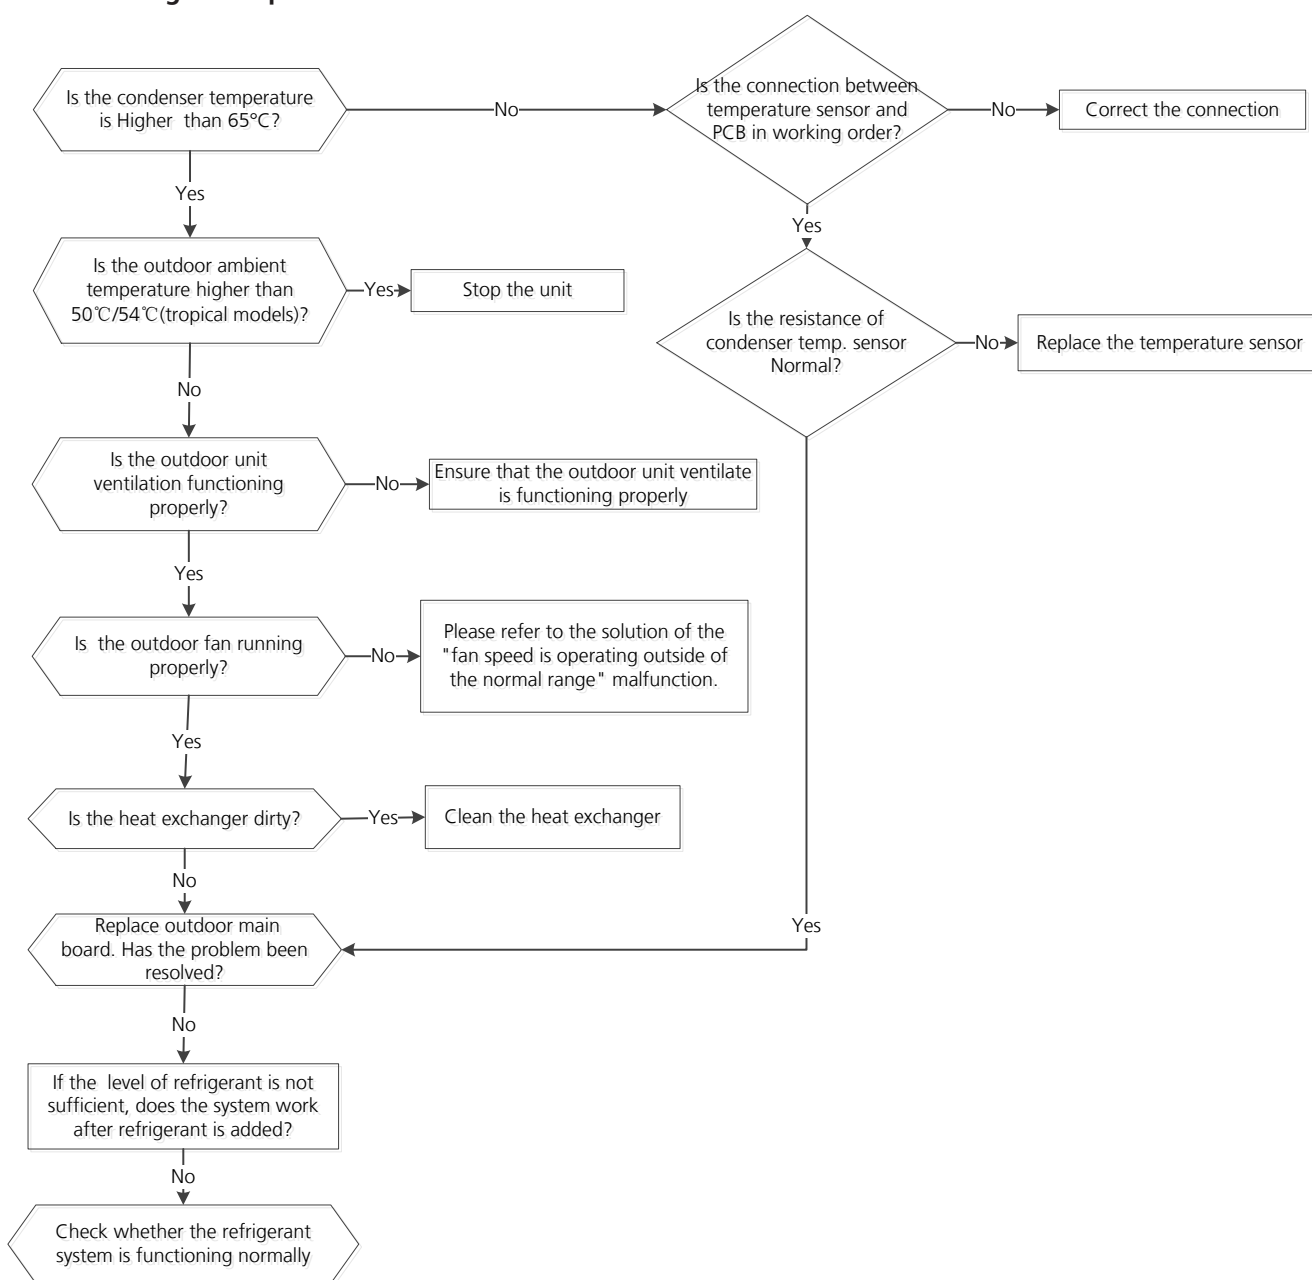 Is the condenser temperature
is Higher than 65°C?
No
Is the connection between
temperature sensor and
PCB in working order?
No
Correct the connection
Yes
Yes
Is the outdoor ambient
temperature higher than
50℃/54℃(tropical models)?
Yes
Stop the unit
Is the resistance of
condenser temp. sensor
Normal?
No
Replace the temperature sensor
No
Is the outdoor unit
ventilation functioning
properly?
No
Ensure that the outdoor unit ventilate
is functioning properly
Yes
Is the outdoor fan running
properly?
No
Please refer to the solution of the
"fan speed is operating outside of
the normal range" malfunction.
Yes
Is the heat exchanger dirty?
Yes
Clean the heat exchanger
No
Yes
Replace outdoor main
board. Has the problem been
resolved?
No
If the level of refrigerant is not
sufficient, does the system work
after refrigerant is added?
No
Check whether the refrigerant
system is functioning normally